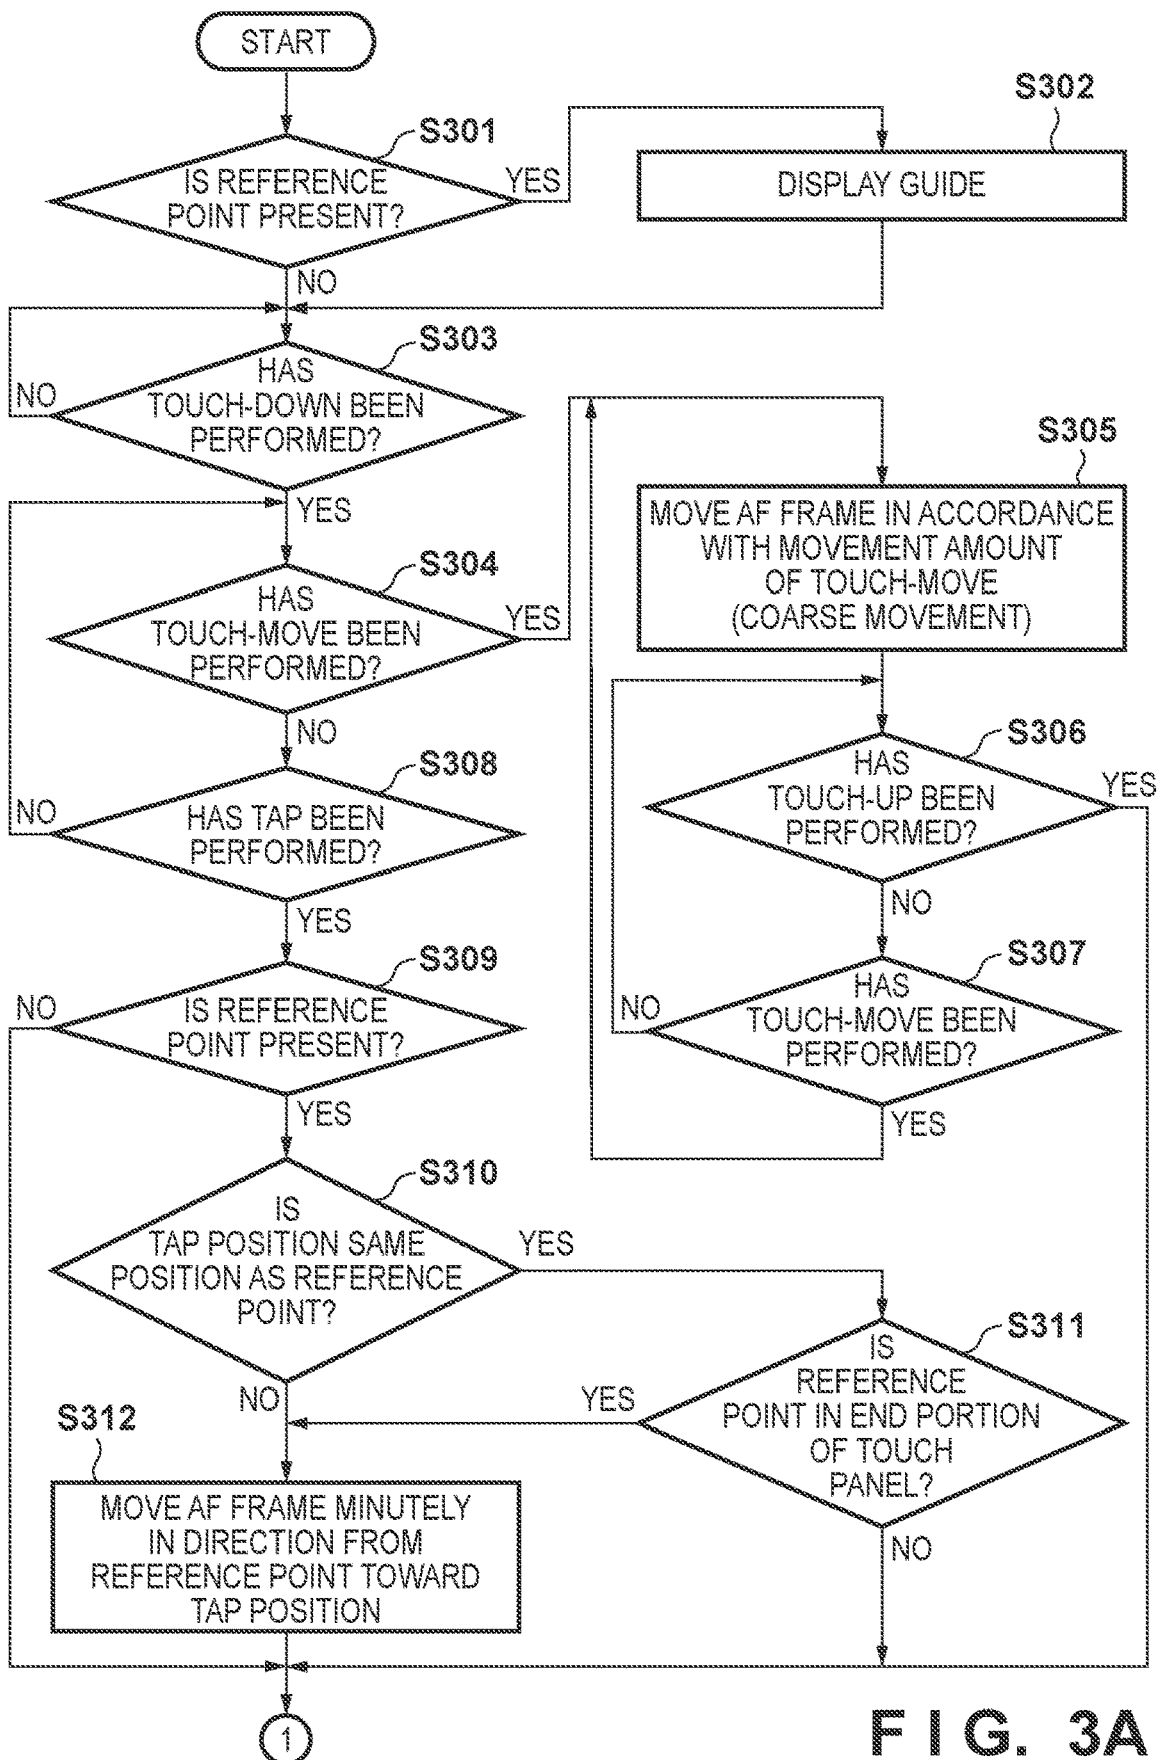 START
S301
IS REFERENCE
POINT PRESENT?
YES
NO
S302
DISPLAY GUIDE
S303
HAS
TOUCH-DOWN BEEN
PERFORMED?
NO
YES
S304
HAS
TOUCH-MOVE BEEN
PERFORMED?
YES
NO
S305
MOVE AF FRAME IN ACCORDANCE
WITH MOVEMENT AMOUNT
OF TOUCH-MOVE
(COARSE MOVEMENT)
S306
HAS
TOUCH-UP BEEN
PERFORMED?
YES
NO
S307
HAS
TOUCH-MOVE BEEN
PERFORMED?
NO
YES
S308
HAS TAP BEEN
PERFORMED?
NO
YES
S309
IS REFERENCE
POINT PRESENT?
NO
YES
S310
IS
TAP POSITION SAME
POSITION AS REFERENCE
POINT?
YES
NO
S311
IS
REFERENCE
POINT IN END PORTION
OF TOUCH
PANEL?
YES
NO
S312
MOVE AF FRAME MINUTELY
IN DIRECTION FROM
REFERENCE POINT TOWARD
TAP POSITION
1
FIG. 3A